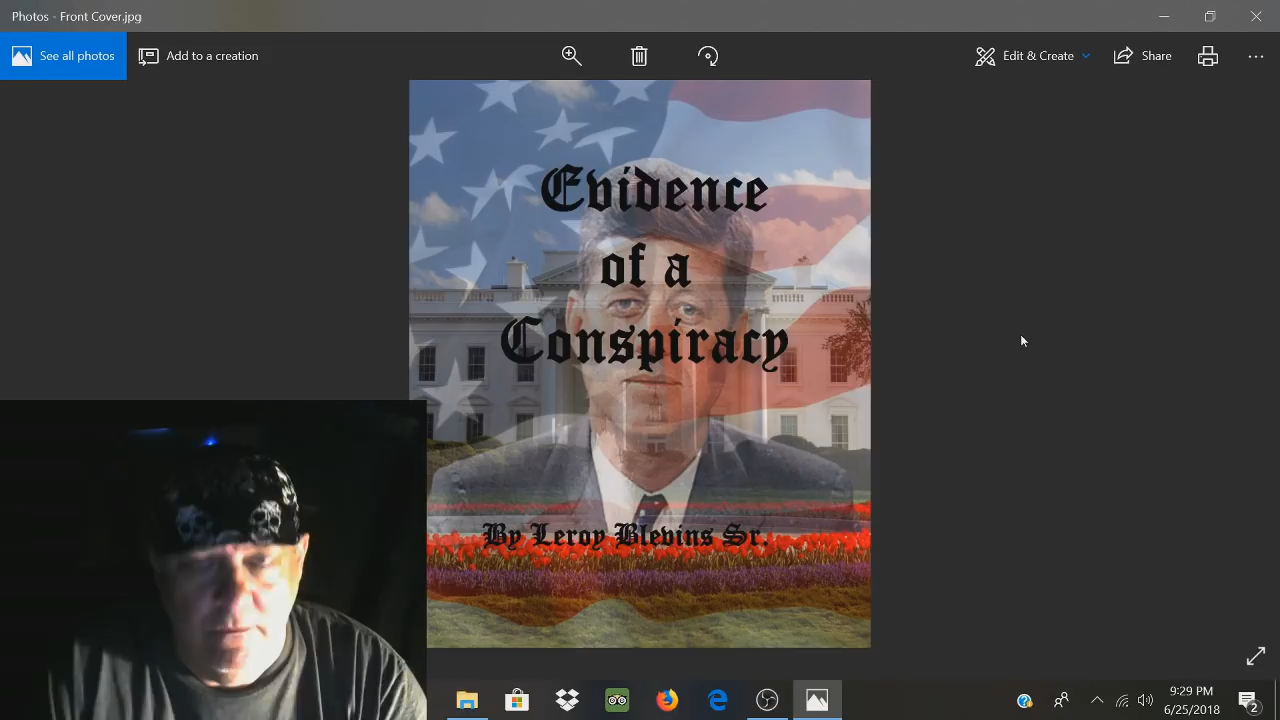 Photos - Front Cover.jpg
See all photos
Add to a creation
Edit & Create
Share
Evidence
of a
Conspiracy
By Leroy Blevins Sr.
9:29 PM
6/25/2018
2